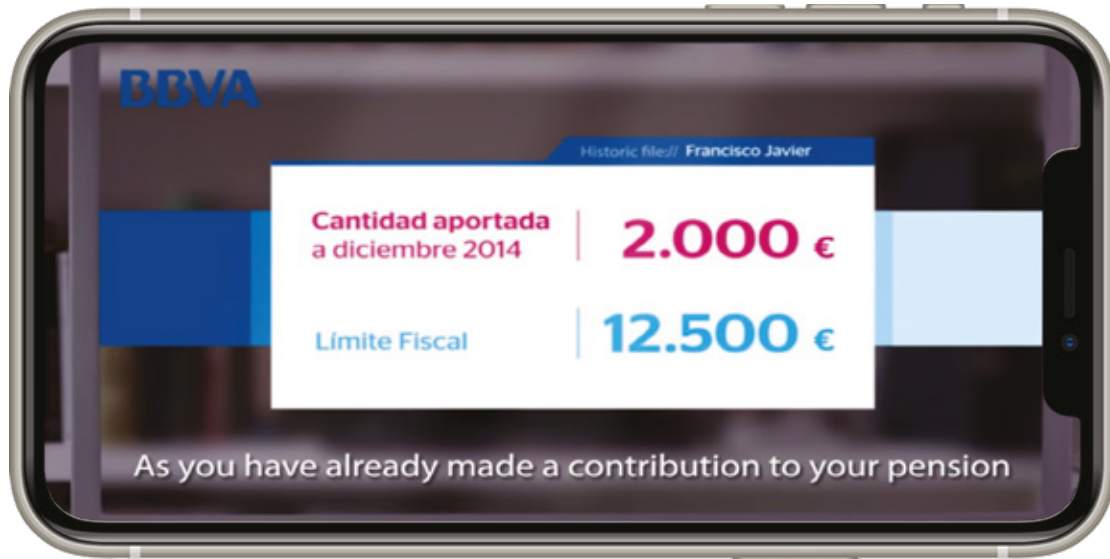 BBVA
Historic file:// Francisco Javier
Cantidad aportada
a diciembre 2014
2.000 €
Límite Fiscal
12.500 €
As you have already made a contribution to your pension